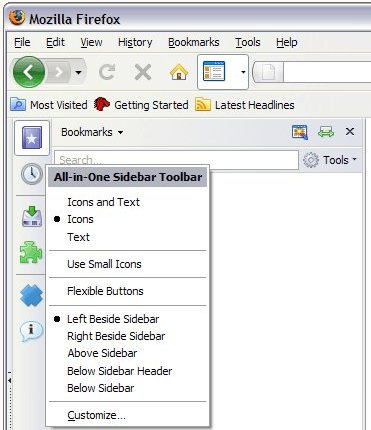 Mozilla Firefox
File Edit View History Bookmarks Tools Help
Most Visited Getting Started Latest Headlines
Bookmarks
Search... Tools
All-in-One Sidebar Toolbar
Icons and Text
Icons
Text
Use Small Icons
Flexible Buttons
Left Beside Sidebar
Right Beside Sidebar
Above Sidebar
Below Sidebar Header
Below Sidebar
Customize...